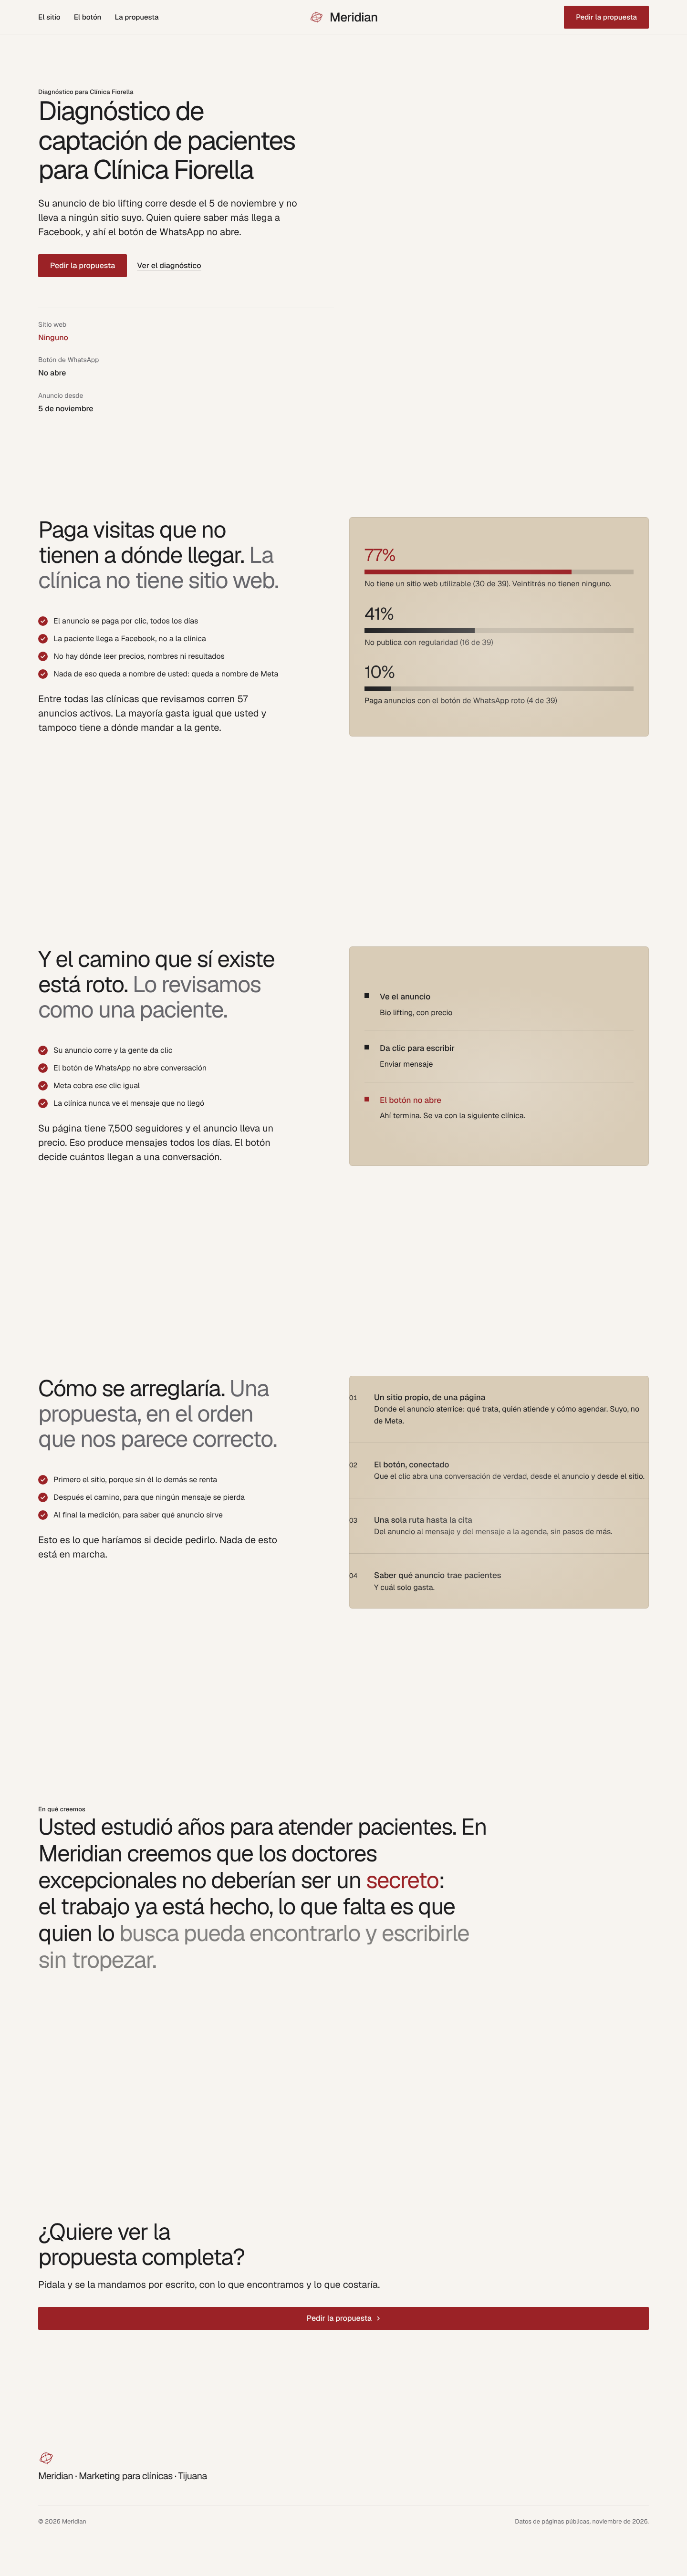 El sitio
El botón
La propuesta
Meridian
Pedir la propuesta
Diagnóstico para Clínica Fiorella
Diagnóstico de
captación de pacientes
para Clínica Fiorella
Su anuncio de bio lifting corre desde el 5 de noviembre y no
lleva a ningún sitio suyo. Quien quiere saber más llega a
Facebook, y ahí el botón de WhatsApp no abre.
Pedir la propuesta
Ver el diagnóstico
Sitio web
Ninguno
Botón de WhatsApp
No abre
Anuncio desde
5 de noviembre
Paga visitas que no
tienen a dónde llegar. La
clínica no tiene sitio web.
El anuncio se paga por clic, todos los días
La paciente llega a Facebook, no a la clínica
No hay dónde leer precios, nombres ni resultados
Nada de eso queda a nombre de usted: queda a nombre de Meta
Entre todas las clínicas que revisamos corren 57
anuncios activos. La mayoría gasta igual que usted y
tampoco tiene a dónde mandar a la gente.
77%
No tiene un sitio web utilizable (30 de 39). Veintitrés no tienen ninguno.
41%
No publica con regularidad (16 de 39)
10%
Paga anuncios con el botón de WhatsApp roto (4 de 39)
Y el camino que sí existe
está roto. Lo revisamos
como una paciente.
Su anuncio corre y la gente da clic
El botón de WhatsApp no abre conversación
Meta cobra ese clic igual
La clínica nunca ve el mensaje que no llegó
Su página tiene 7,500 seguidores y el anuncio lleva un
precio. Eso produce mensajes todos los días. El botón
decide cuántos llegan a una conversación.
Ve el anuncio
Bio lifting, con precio
Da clic para escribir
Enviar mensaje
El botón no abre
Ahí termina. Se va con la siguiente clínica.
Cómo se arreglaría. Una
propuesta, en el orden
que nos parece correcto.
Primero el sitio, porque sin él lo demás se renta
Después el camino, para que ningún mensaje se pierda
Al final la medición, para saber qué anuncio sirve
Esto es lo que haríamos si decide pedirlo. Nada de esto
está en marcha.
01
Un sitio propio, de una página
Donde el anuncio aterrice: qué trata, quién atiende y cómo agendar. Suyo, no
de Meta.
02
El botón, conectado
Que el clic abra una conversación de verdad, desde el anuncio y desde el sitio.
03
Una sola ruta hasta la cita
Del anuncio al mensaje y del mensaje a la agenda, sin pasos de más.
04
Saber qué anuncio trae pacientes
Y cuál solo gasta.
En qué creemos
Usted estudió años para atender pacientes. En
Meridian creemos que los doctores
excepcionales no deberían ser un secreto:
el trabajo ya está hecho, lo que falta es que
quien lo busca pueda encontrarlo y escribirle
sin tropezar.
¿Quiere ver la
propuesta completa?
Pídala y se la mandamos por escrito, con lo que encontramos y lo que costaría.
Pedir la propuesta ›
Meridian · Marketing para clínicas · Tijuana
© 2026 Meridian
Datos de páginas públicas, noviembre de 2026.